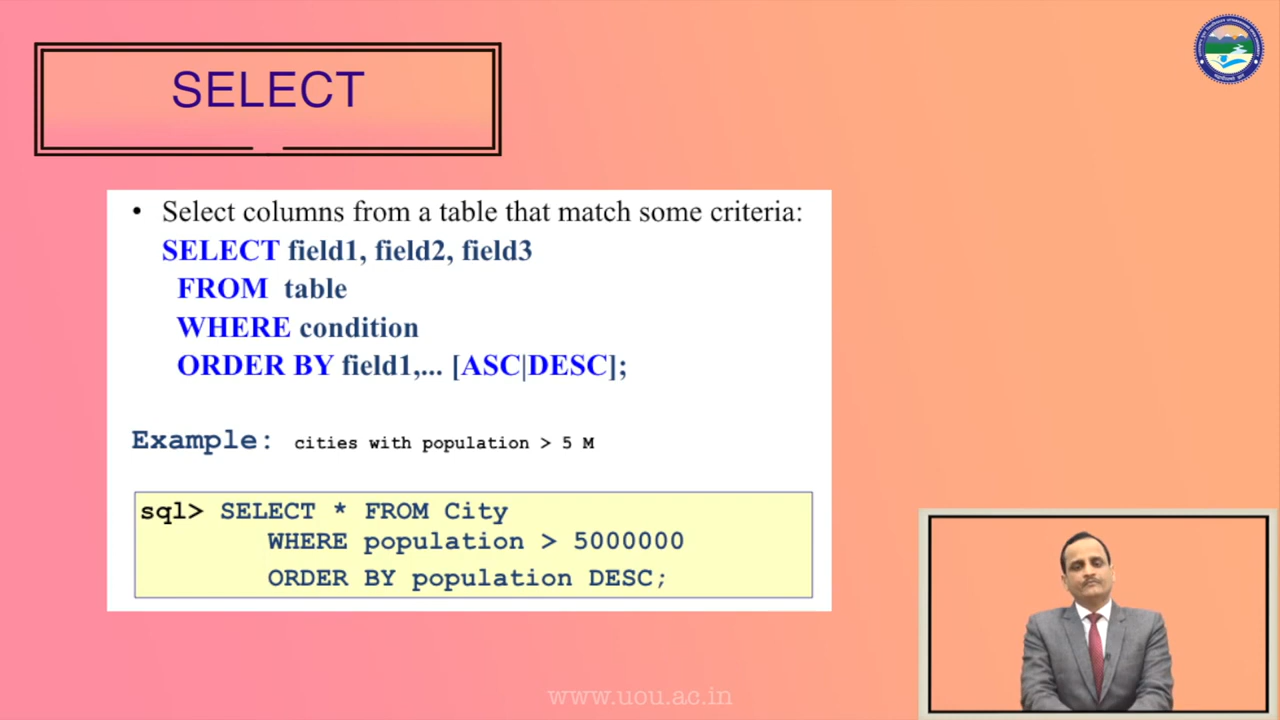 SELECT
• Select columns from a table that match some criteria:
SELECT field1, field2, field3
FROM table
WHERE condition
ORDER BY field1,... [ASC|DESC];
Example: cities with population > 5 M
sql> SELECT * FROM City
WHERE population > 5000000
ORDER BY population DESC;
www.uou.ac.in